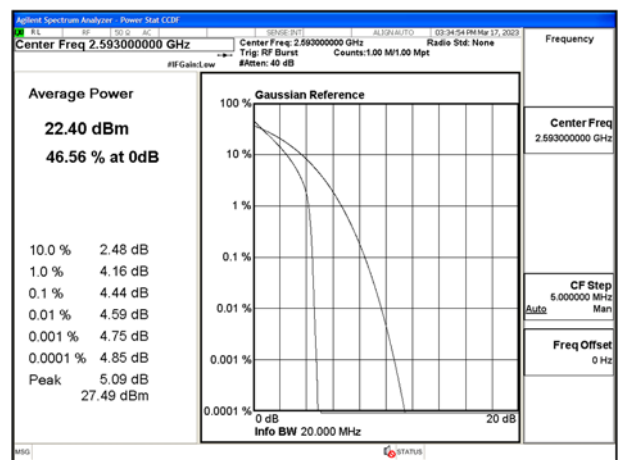 Agilent Spectrum Analyzer - Power Stat CCDF
RL RF 50 Ω AC SENSE:INT ALIGNAUTO 03:34:54 PM Mar 17, 2023
Center Freq 2.593000000 GHz
Center Freq: 2.593000000 GHz Radio Std: None
Trig: RF Burst Counts:1.00 M/1.00 Mpt
#IFGain:Low #Atten: 40 dB
Frequency
Average Power
22.40 dBm
46.56 % at 0dB
10.0 % 2.48 dB
1.0 % 4.16 dB
0.1 % 4.44 dB
0.01 % 4.59 dB
0.001 % 4.75 dB
0.0001 % 4.85 dB
Peak 5.09 dB
27.49 dBm
Gaussian Reference
100 %
10 %
1 %
0.1 %
0.01 %
0.001 %
0.0001 %
0 dB 20 dB
Info BW 20.000 MHz
Center Freq
2.593000000 GHz
CF Step
5.000000 MHz
Auto Man
Freq Offset
0 Hz
MSG STATUS